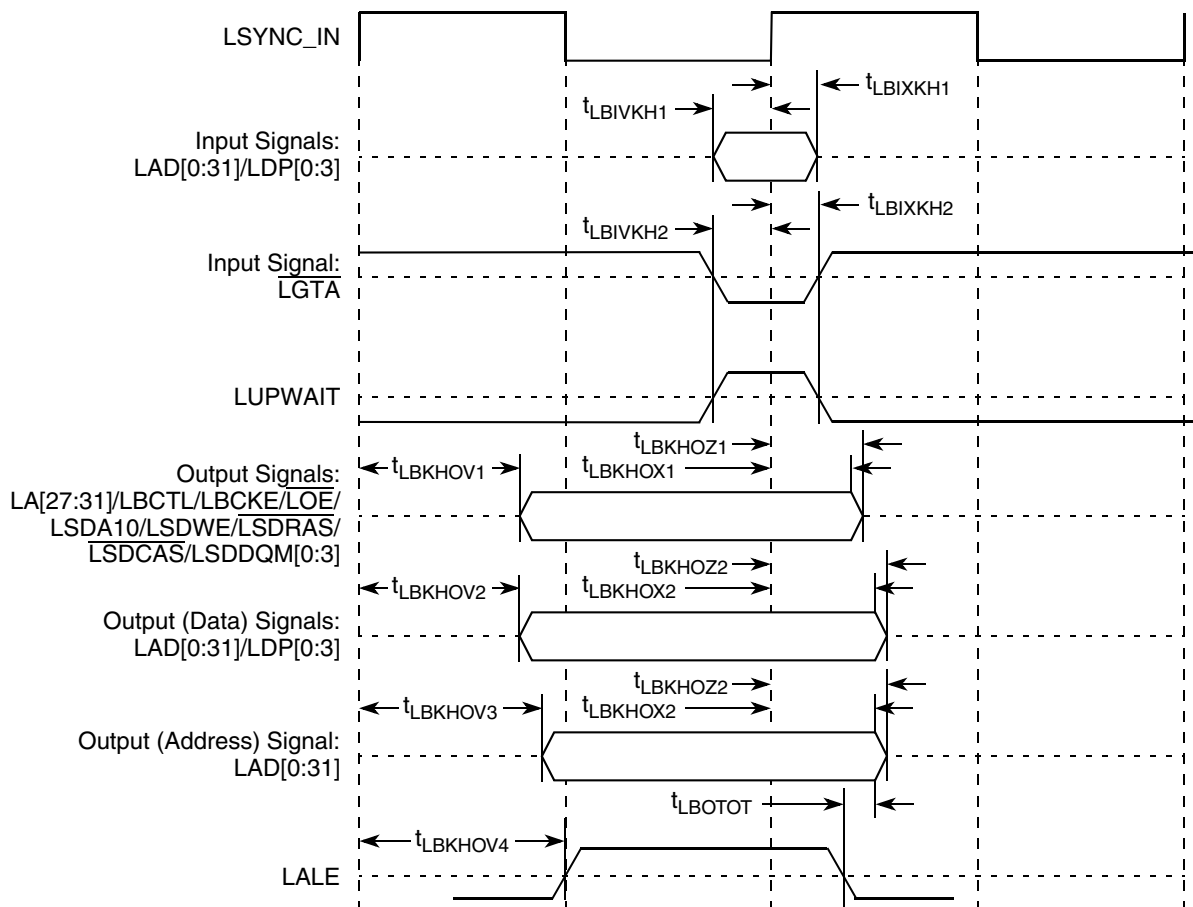 LSYNC_IN
tLBIXKH1
tLBIVKH1
Input Signals:
LAD[0:31]/LDP[0:3]
tLBIXKH2
tLBIVKH2
Input Signal:
LGTA
LUPWAIT
tLBKHOZ1
tLBKHOV1
tLBKHOX1
Output Signals:
LA[27:31]/LBCTL/LBCKE/LOE/
LSDA10/LSDWE/LSDRAS/
LSDCAS/LSDDQM[0:3]
tLBKHOZ2
tLBKHOV2
tLBKHOX2
Output (Data) Signals:
LAD[0:31]/LDP[0:3]
tLBKHOZ2
tLBKHOV3
tLBKHOX2
Output (Address) Signal:
LAD[0:31]
tLBOTOT
tLBKHOV4
LALE